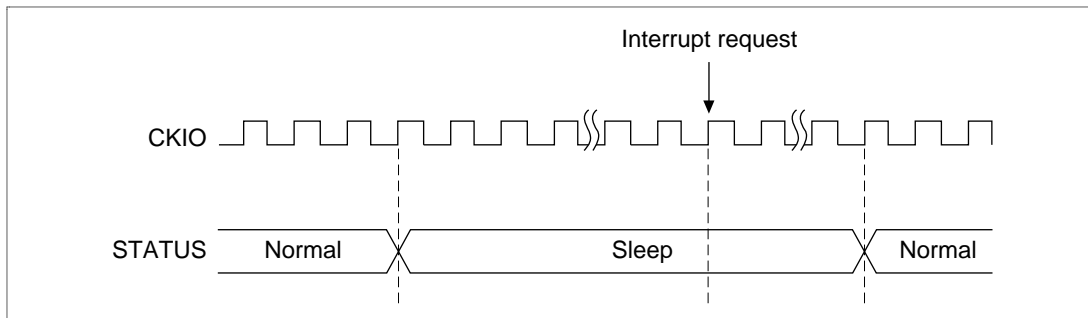 Interrupt request
CKIO
STATUS
Normal
Sleep
Normal